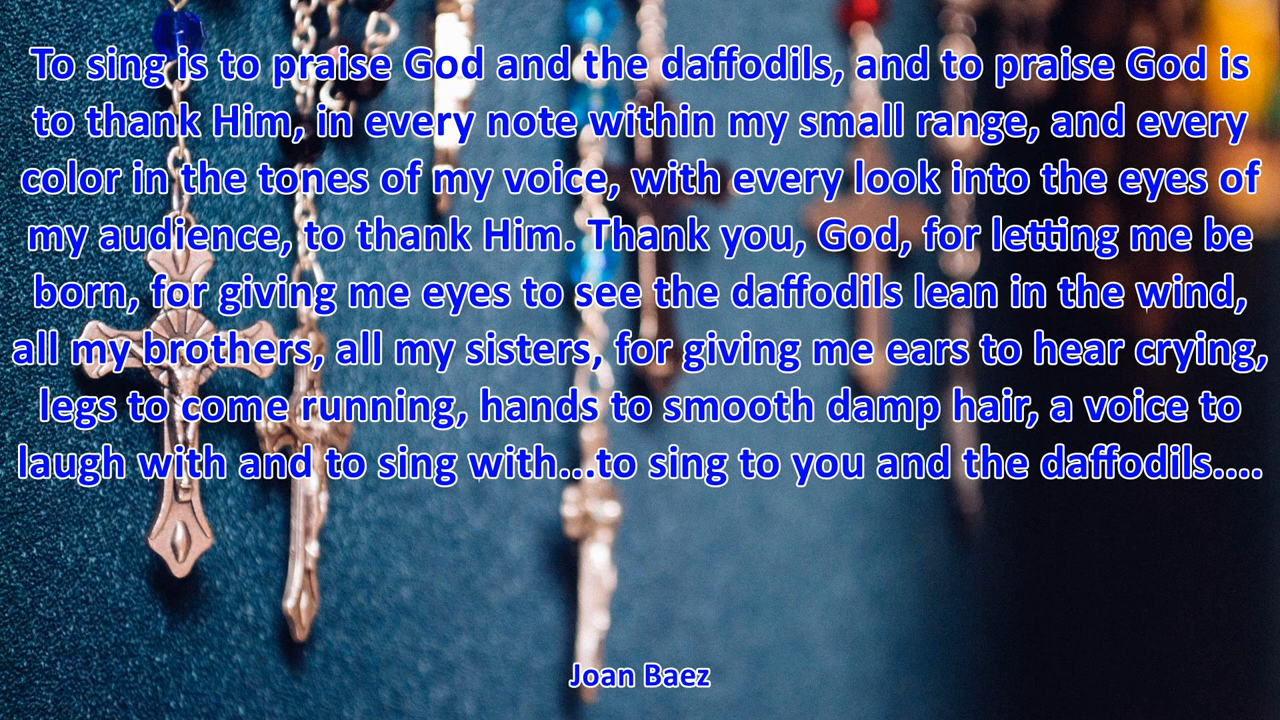 To sing is to praise God and the daffodils, and to praise God is
to thank Him, in every note within my small range, and every
color in the tones of my voice, with every look into the eyes of
my audience, to thank Him. Thank you, God, for letting me be
born, for giving me eyes to see the daffodils lean in the wind,
all my brothers, all my sisters, for giving me ears to hear crying,
legs to come running, hands to smooth damp hair, a voice to
laugh with and to sing with...to sing to you and the daffodils....
Joan Baez